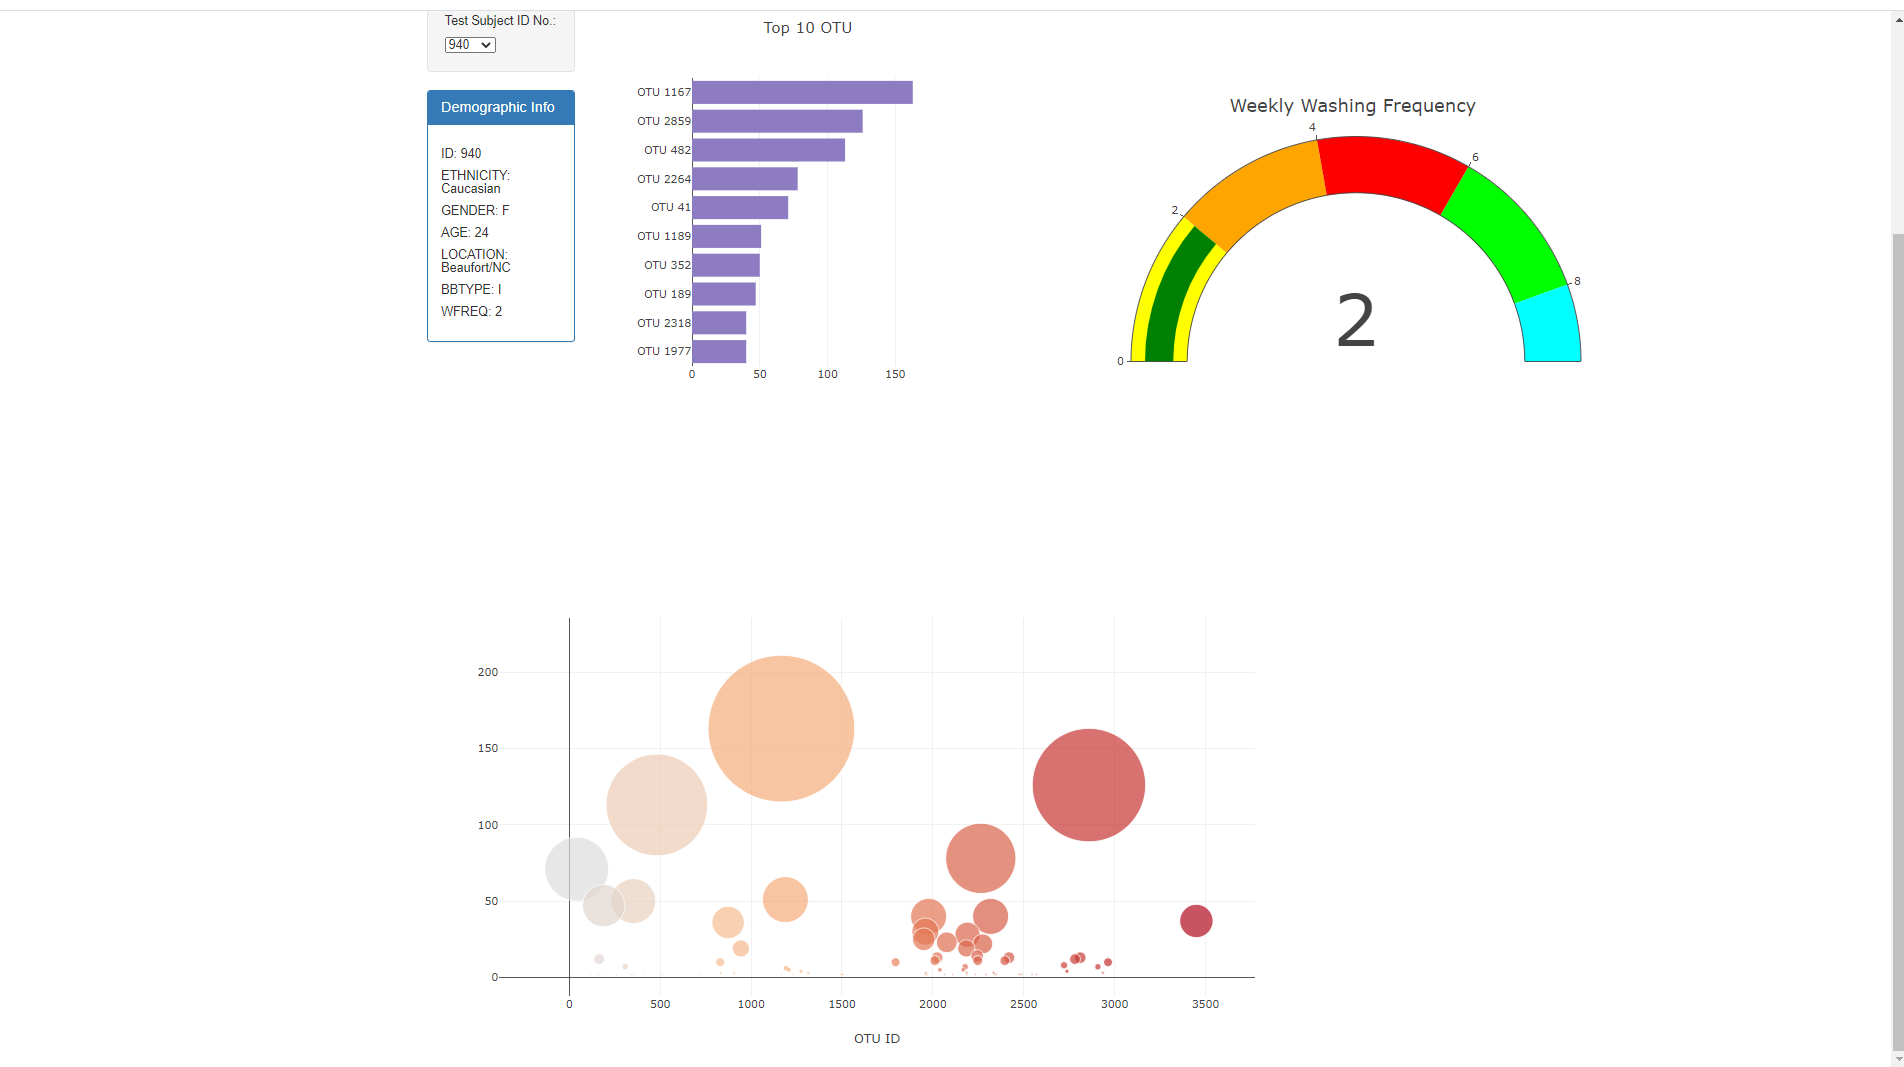 Test Subject ID No.:
940
Demographic Info
ID: 940
ETHNICITY:
Caucasian
GENDER: F
AGE: 24
LOCATION:
Beaufort/NC
BBTYPE: I
WFREQ: 2
Top 10 OTU
OTU 1167
OTU 2859
OTU 482
OTU 2264
OTU 41
OTU 1189
OTU 352
OTU 189
OTU 2318
OTU 1977
0 50 100 150
Weekly Washing Frequency
0
2
4
6
8
2
200
150
100
50
0
0 500 1000 1500 2000 2500 3000 3500
OTU ID